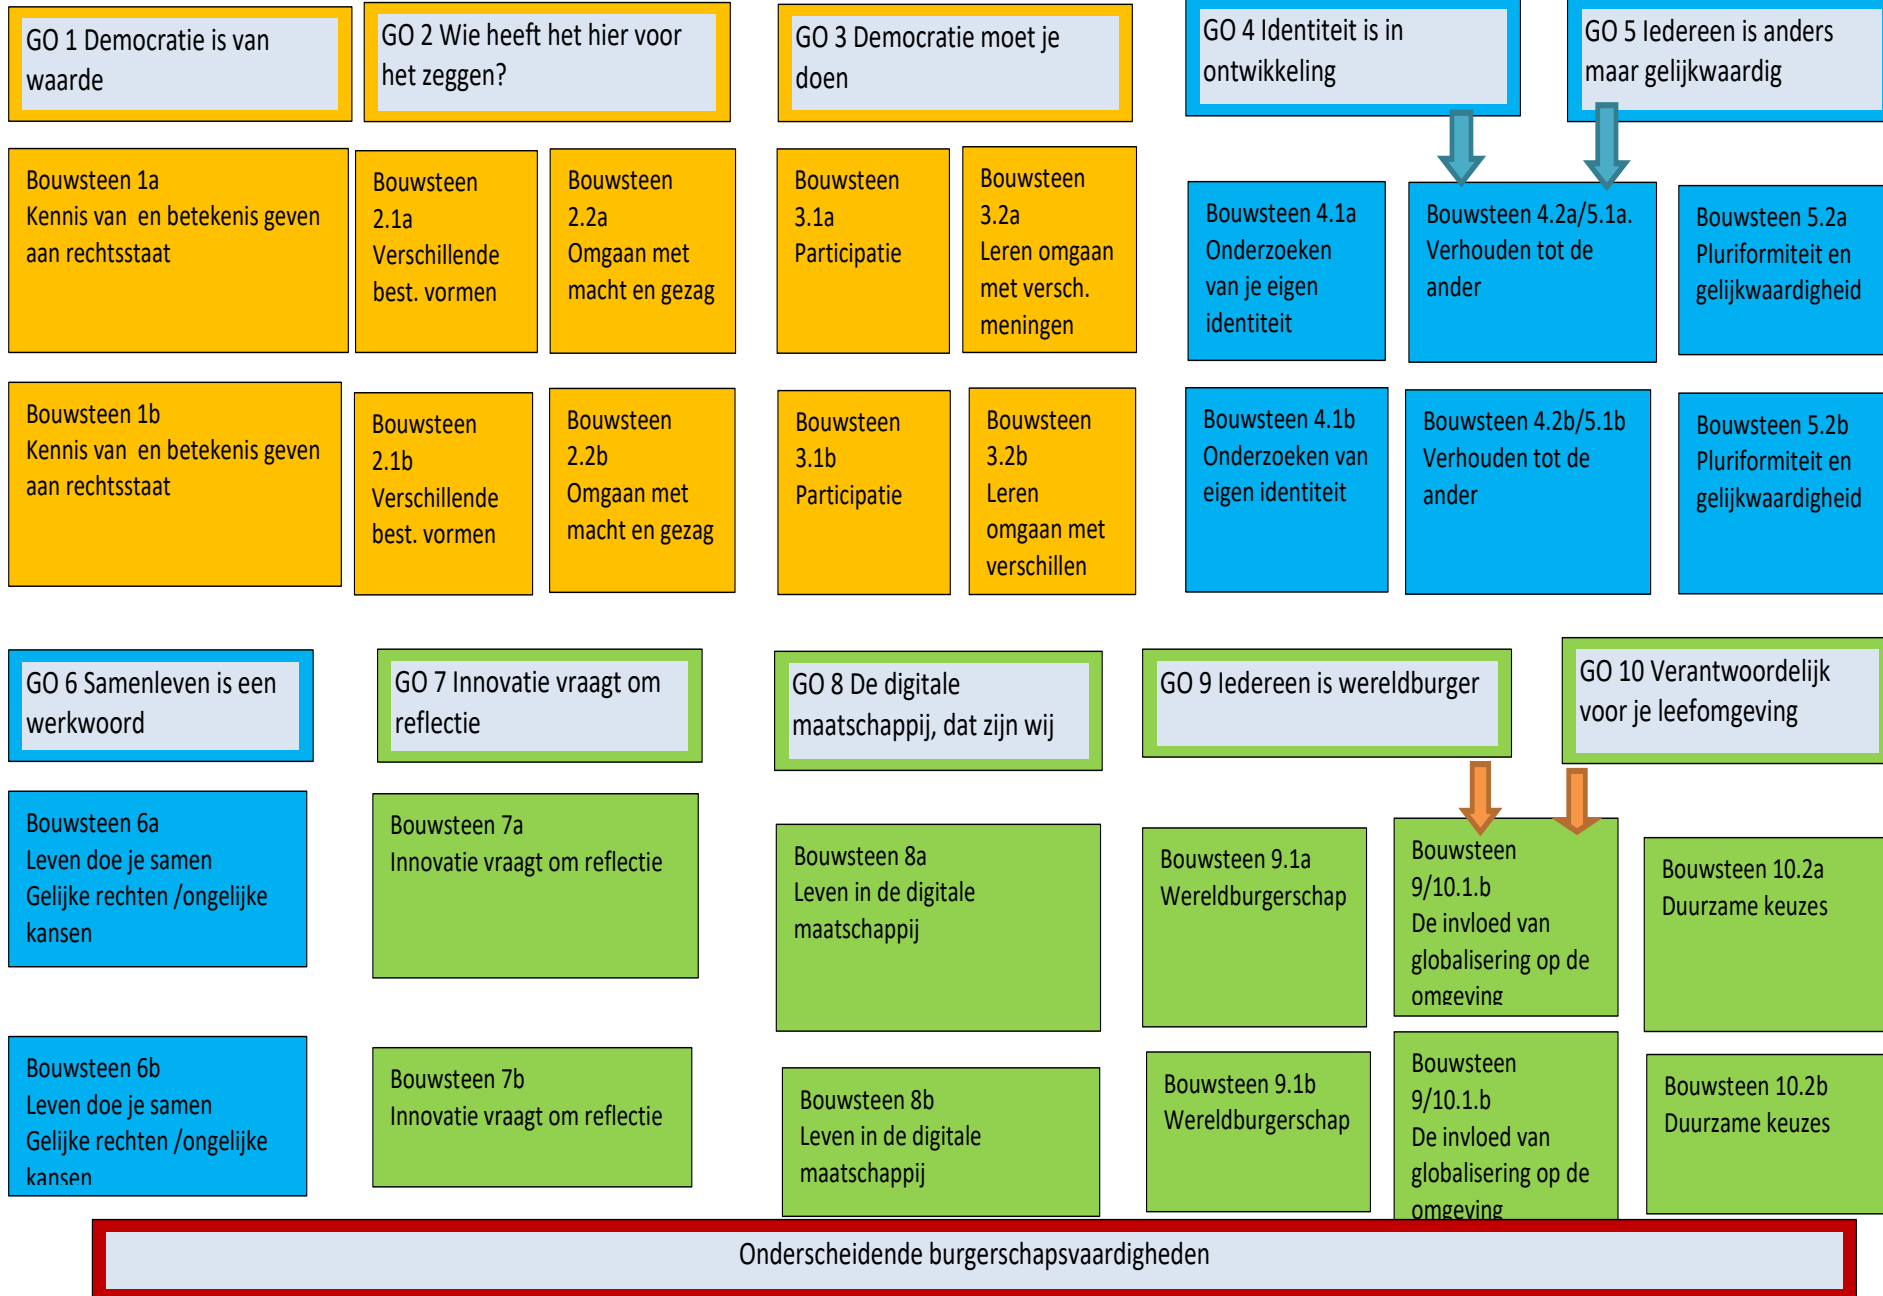 GO 1 Democratie is van
waarde
GO 2 Wie heeft het hier voor
het zeggen?
GO 3 Democratie moet je
doen
GO 4 Identiteit is in
ontwikkeling
GO 5 Iedereen is anders
maar gelijkwaardig
Bouwsteen 1a
Kennis van  en betekenis geven
aan rechtsstaat
Bouwsteen
2.1a
Verschillende
best. vormen
Bouwsteen
2.2a
Omgaan met
macht en gezag
Bouwsteen
3.1a
Participatie
Bouwsteen
3.2a
Leren omgaan
met versch.
meningen
Bouwsteen 4.1a
Onderzoeken
van je eigen
identiteit
Bouwsteen 4.2a/5.1a.
Verhouden tot de
ander
Bouwsteen 5.2a
Pluriformiteit en
gelijkwaardigheid
Bouwsteen 1b
Kennis van  en betekenis geven
aan rechtsstaat
Bouwsteen
2.1b
Verschillende
best. vormen
Bouwsteen
2.2b
Omgaan met
macht en gezag
Bouwsteen
3.1b
Participatie
Bouwsteen
3.2b
Leren
omgaan met
verschillen
Bouwsteen 4.1b
Onderzoeken van
eigen identiteit
Bouwsteen 4.2b/5.1b
Verhouden tot de
ander
Bouwsteen 5.2b
Pluriformiteit en
gelijkwaardigheid
GO 6 Samenleven is een
werkwoord
GO 7 Innovatie vraagt om
reflectie
GO 8 De digitale
maatschappij, dat zijn wij
GO 9 Iedereen is wereldburger
GO 10 Verantwoordelijk
voor je leefomgeving
Bouwsteen 6a
Leven doe je samen
Gelijke rechten /ongelijke
kansen
Bouwsteen 7a
Innovatie vraagt om reflectie
Bouwsteen 8a
Leven in de digitale
maatschappij
Bouwsteen 9.1a
Wereldburgerschap
Bouwsteen
9/10.1.b
De invloed van
globalisering op de
omgeving
Bouwsteen 10.2a
Duurzame keuzes
Bouwsteen 6b
Leven doe je samen
Gelijke rechten /ongelijke
kansen
Bouwsteen 7b
Innovatie vraagt om reflectie
Bouwsteen 8b
Leven in de digitale
maatschappij
Bouwsteen 9.1b
Wereldburgerschap
Bouwsteen
9/10.1.b
De invloed van
globalisering op de
omgeving
Bouwsteen 10.2b
Duurzame keuzes
Onderscheidende burgerschapsvaardigheden